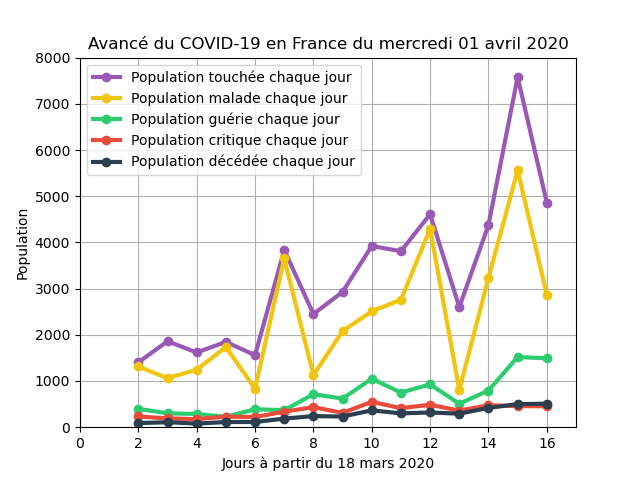 Avancé du COVID-19 en France du mercredi 01 avril 2020
8000
7000
6000
5000
4000
3000
2000
1000
0
Population
Population touchée chaque jour
Population malade chaque jour
Population guérie chaque jour
Population critique chaque jour
Population décédée chaque jour
0 2 4 6 8 10 12 14 16
Jours à partir du 18 mars 2020